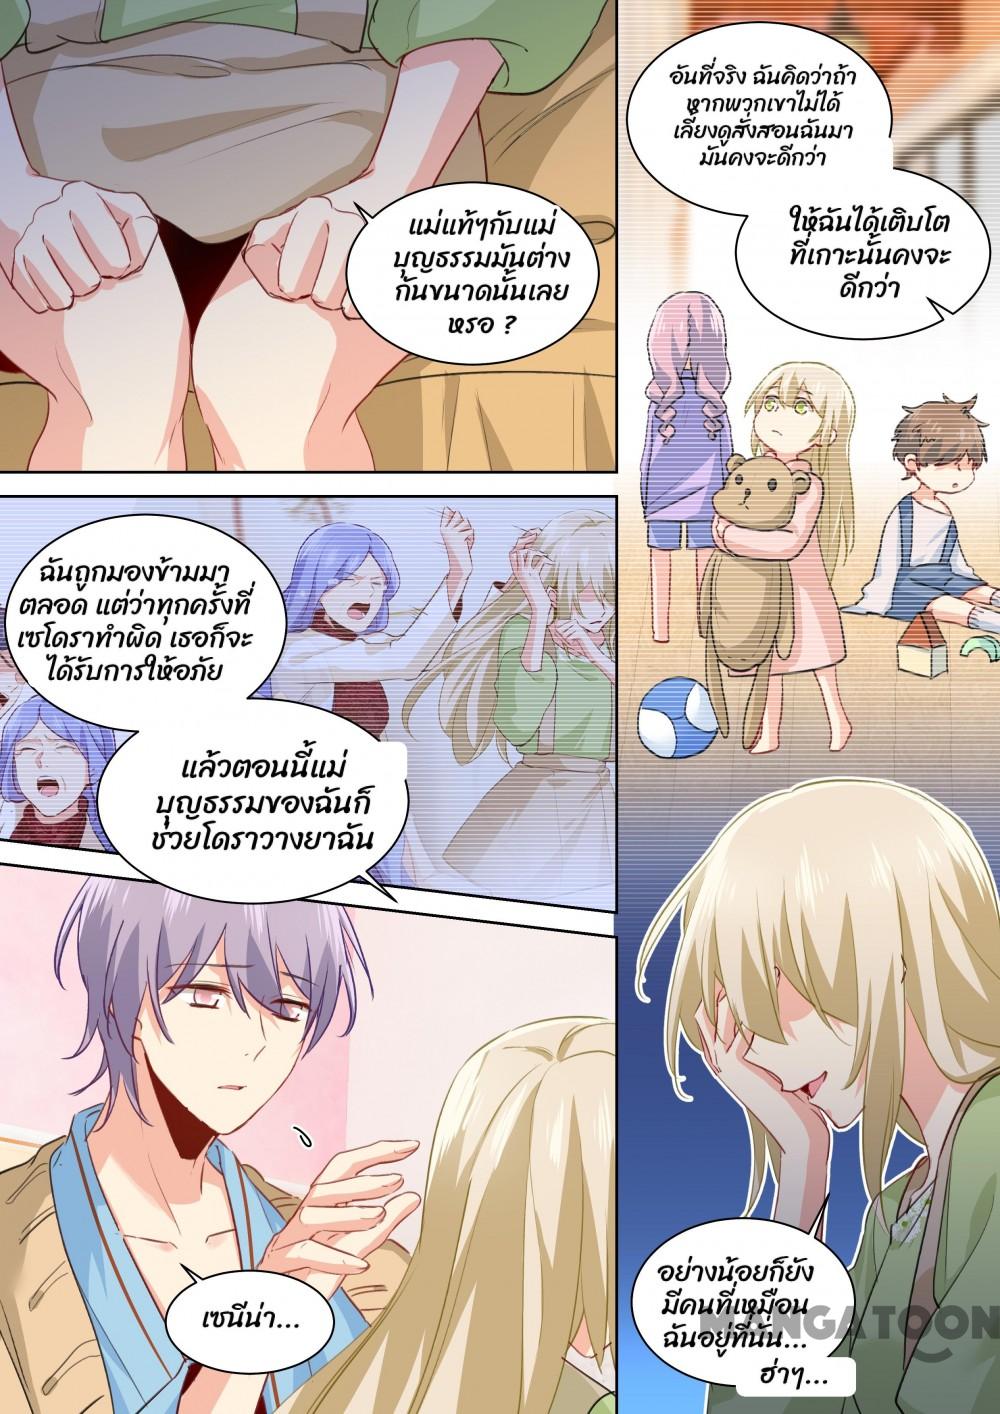 แม่แท้ๆกับแม่
บุญธรรมมันต่าง
กันขนาดนั้นเลย
หรอ ?
อันที่จริง ฉันคิดว่าถ้า
หากพวกเขาไม่ได้
เลี้ยงดูสั่งสอนฉันมา
มันคงจะดีกว่า
ให้ฉันได้เติบโต
ที่เกาะนั้นคงจะ
ดีกว่า
ฉันถูกมองข้ามมา
ตลอด แต่ว่าทุกครั้งที่
เซโดราทำผิด เธอก็จะ
ได้รับการให้อภัย
แล้วตอนนี้แม่
บุญธรรมของฉันก็
ช่วยโดราวางยาฉัน
เซนีน่า...
อย่างน้อยก็ยัง
มีคนที่เหมือน
ฉันอยู่ที่นั่น...
ฮ่าๆ...
MANGATOON